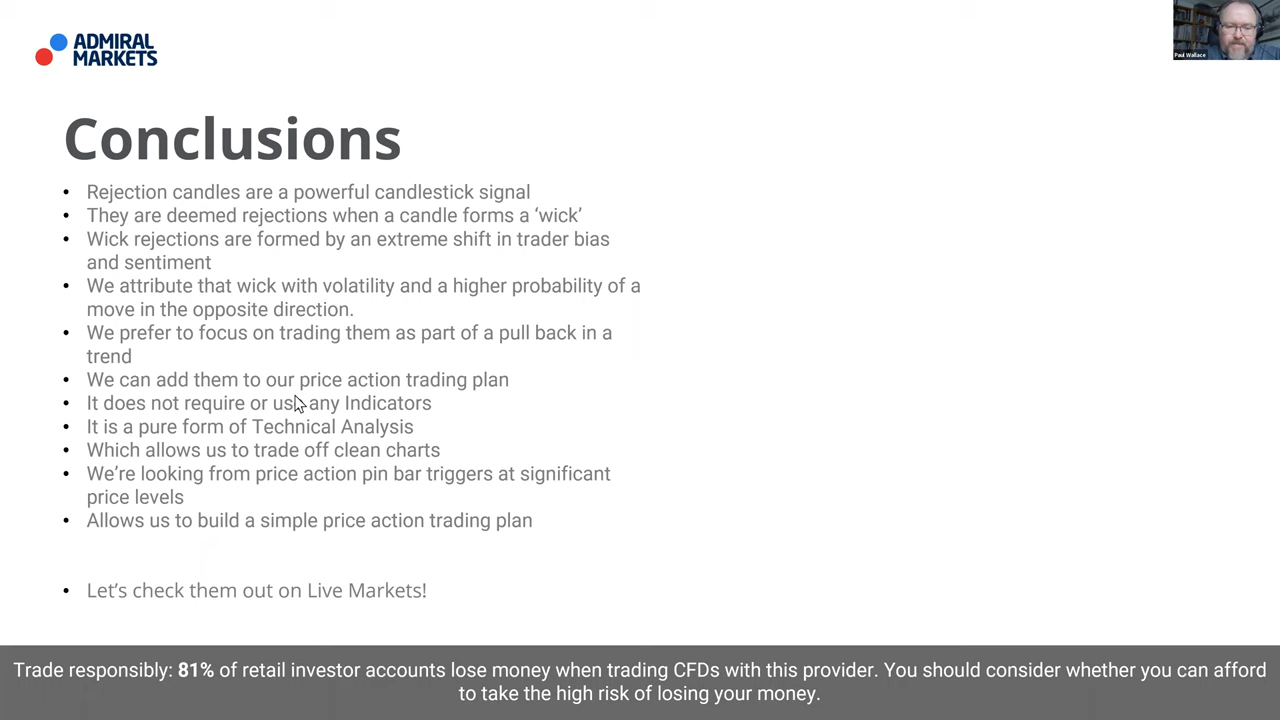 ADMIRAL
MARKETS
Paul Wallace
Conclusions
• Rejection candles are a powerful candlestick signal
• They are deemed rejections when a candle forms a ‘wick’
• Wick rejections are formed by an extreme shift in trader bias
and sentiment
• We attribute that wick with volatility and a higher probability of a
move in the opposite direction.
• We prefer to focus on trading them as part of a pull back in a
trend
• We can add them to our price action trading plan
• It does not require or use any Indicators
• It is a pure form of Technical Analysis
• Which allows us to trade off clean charts
• We’re looking from price action pin bar triggers at significant
price levels
• Allows us to build a simple price action trading plan
• Let’s check them out on Live Markets!
Trade responsibly: 81% of retail investor accounts lose money when trading CFDs with this provider. You should consider whether you can afford
to take the high risk of losing your money.